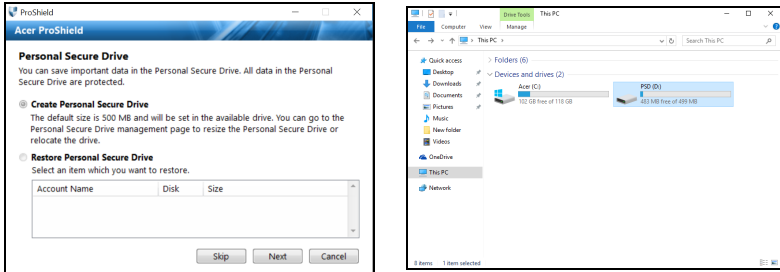 ProShield
Acer ProShield
Personal Secure Drive
You can save important data in the Personal Secure Drive. All data in the Personal
Secure Drive are protected.
Create Personal Secure Drive
The default size is 500 MB and will be set in the available drive. You can go to the
Personal Secure Drive management page to resize the Personal Secure Drive or
relocate the drive.
Restore Personal Secure Drive
Select an item which you want to restore.
Account Name Disk Size
Skip Next Cancel
Drive Tools This PC
File Computer View Manage
This PC
Search This PC
Quick access
Desktop
Downloads
Documents
Pictures
Music
New folder
Videos
OneDrive
This PC
Network
Folders (6)
Devices and drives (2)
Acer (C:)
102 GB free of 118 GB
PSD (D:)
483 MB free of 499 MB
8 items 1 item selected